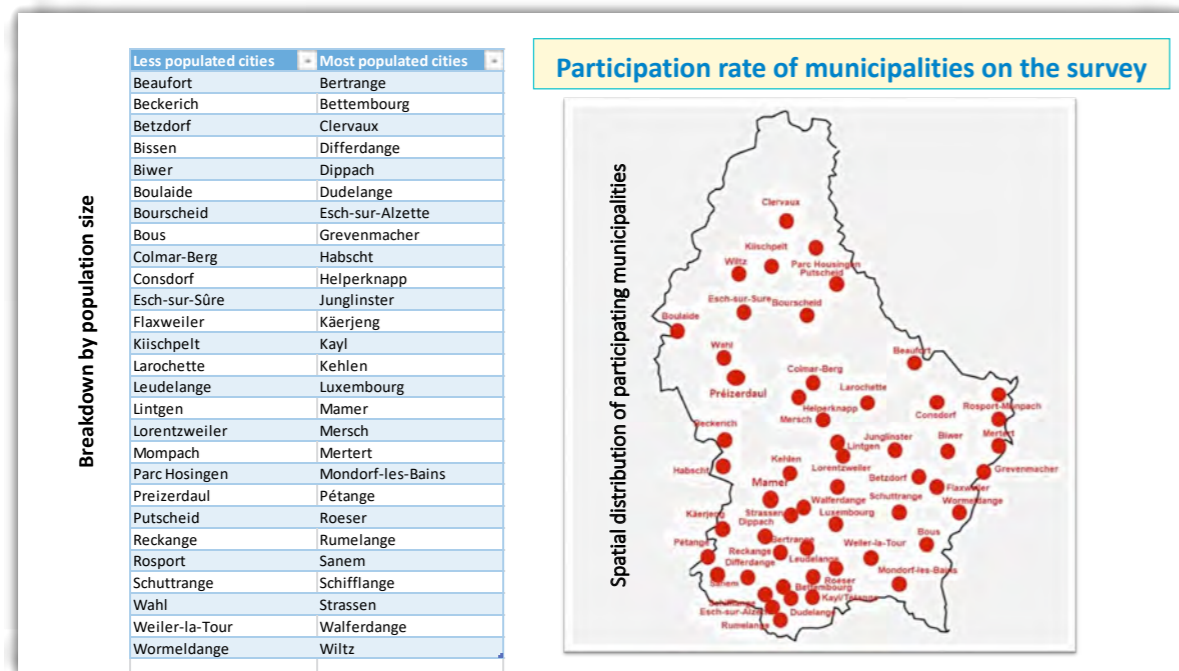 Participation rate of municipalities on the survey
Breakdown by population size
Less populated cities Most populated cities
Beaufort Bertrange
Beckerich Bettembourg
Betzdorf Clervaux
Bissen Differdange
Biwer Dippach
Boulaide Dudelange
Bourscheid Esch-sur-Alzette
Bous Grevenmacher
Colmar-Berg Habscht
Consdorf Helperknapp
Esch-sur-Sûre Junglinster
Flaxweiler Käerjeng
Kiischpelt Kayl
Larochette Kehlen
Leudelange Luxembourg
Lintgen Mamer
Lorentzweiler Mersch
Mompach Mertert
Parc Hosingen Mondorf-les-Bains
Preizerdaul Pétange
Putscheid Roeser
Reckange Rumelange
Rosport Sanem
Schuttrange Schifflange
Wahl Strassen
Weiler-la-Tour Walferdange
Wormeldange Wiltz
Spatial distribution of participating municipalities
Clervaux
Kiischpelt
Wiltz
Parc Housingen
Putscheid
Esch-sur-Sure
Bourscheid
Boulaide
Wahl
Beaufort
Colmar-Berg
Préizerdaul
Larochette
Helperknapp
Consdorf
Rosport-Monpach
Mersch
Beckerich
Junglinster
Biwer
Mertert
Lintgen
Kehlen
Lorentzweiler
Habscht
Betzdorf
Grevenmacher
Mamer
Flaxweiler
Walferdange
Schuttrange
Wormeldange
Käerjeng
Strassen
Luxembourg
Dippach
Bous
Pétange
Bertrange
Weiler-la-Tour
Reckange
Leudelange
Differdange
Mondorf-les-Bains
Sanem
Roeser
Bettembourg
Kayl/Tétange
Schifflange
Esch-sur-Alzette
Dudelange
Rumelange